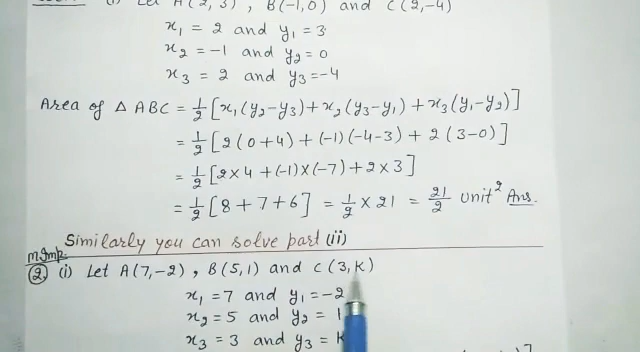 (i) Let A(2,3), B(-1,0) and C(2,-4)
x₁ = 2 and y₁ = 3
x₂ = -1 and y₂ = 0
x₃ = 2 and y₃ = -4
Area of Δ ABC = 1/2 [x₁(y₂-y₃)+x₂(y₃-y₁)+x₃(y₁-y₂)]
= 1/2 [2(0+4)+(-1)(-4-3)+2(3-0)]
= 1/2 [2×4+(-1)×(-7)+2×3]
= 1/2 [8+7+6] = 1/2 × 21 = 21/2 Unit² Ans.
Similarly you can solve part (ii)
M.Imp.
2. (i) Let A(7,-2), B(5,1) and C(3,K)
x₁ = 7 and y₁ = -2
x₂ = 5 and y₂ = 1
x₃ = 3 and y₃ = K